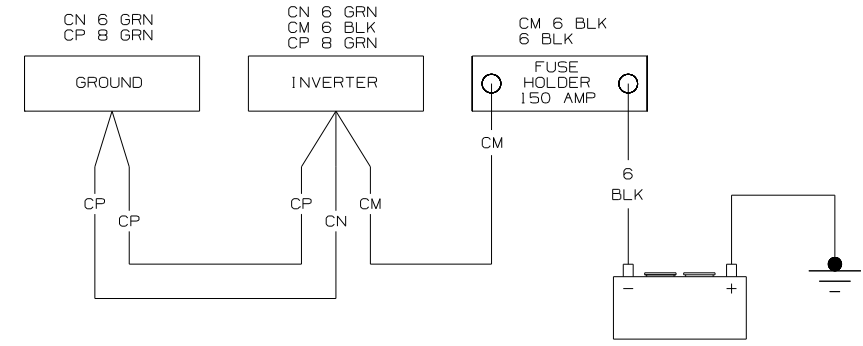 CN 6 GRN
CP 8 GRN
GROUND
CN 6 GRN
CM 6 BLK
CP 8 GRN
INVERTER
CM 6 BLK
6 BLK
FUSE
HOLDER
150 AMP
CM
6
BLK
CP
CP
CP
CN
CM
-
+